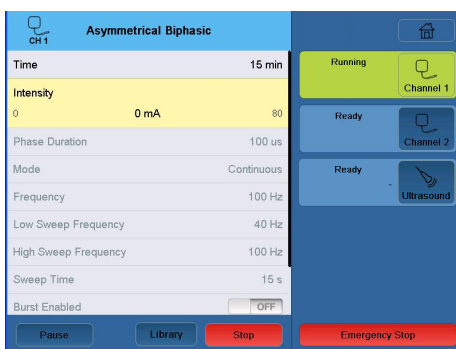 CH 1
Asymmetrical Biphasic
Time 15 min
Intensity
0 0 mA 80
Phase Duration 100 us
Mode Continuous
Frequency 100 Hz
Low Sweep Frequency 40 Hz
High Sweep Frequency 100 Hz
Sweep Time 15 s
Burst Enabled OFF
Pause Library Stop
Running
Channel 1
Ready
Channel 2
Ready
-
Ultrasound
Emergency Stop